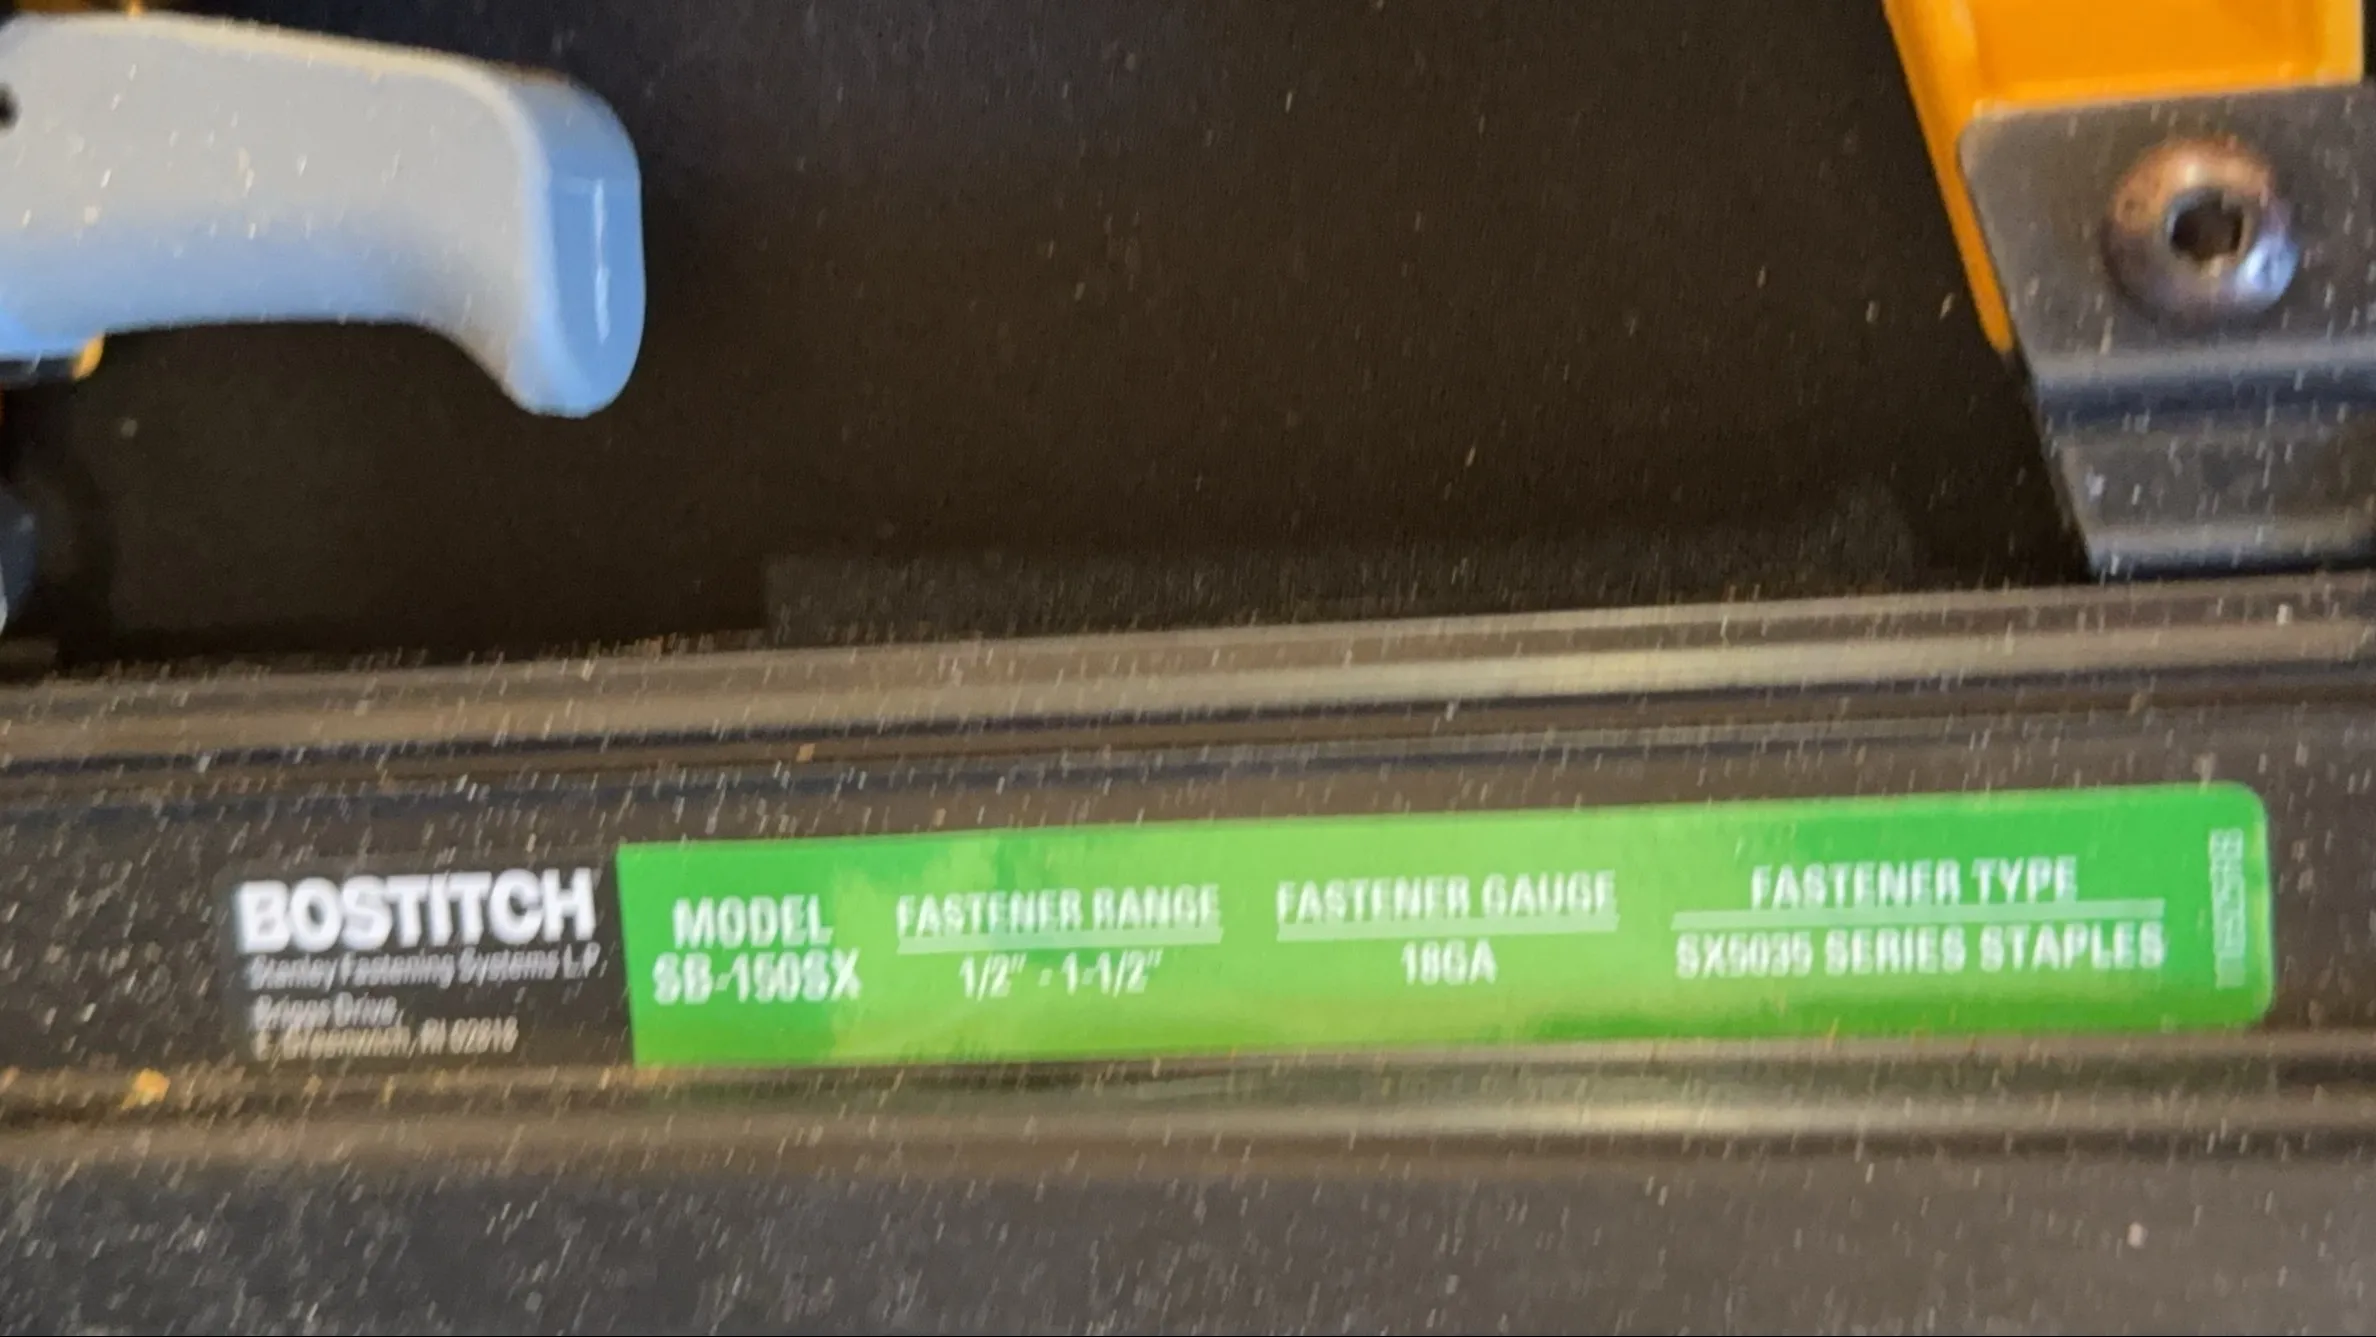 BOSTITCH
Stanley Fastening Systems L.P.
Briggs Drive,
E. Greenwich, RI 02818
MODEL
SB-150SX
FASTENER RANGE
1/2" - 1-1/2"
FASTENER GAUGE
18GA
FASTENER TYPE
SX5035 SERIES STAPLES